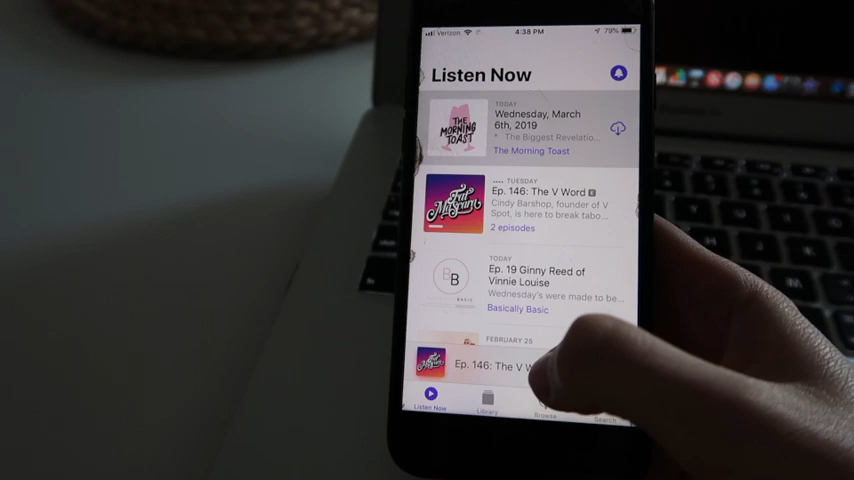 Verizon 4:38 PM 79%
Listen Now
TODAY
Wednesday, March
6th, 2019
* The Biggest Revelatio...
The Morning Toast
THE
MORNING
TOAST
TUESDAY
Ep. 146: The V Word E
Cindy Barshop, founder of V
Spot, is here to break tabo...
2 episodes
Fat
Mascara
TODAY
Ep. 19 Ginny Reed of
Vinnie Louise
Wednesday's were made to be...
Basically Basic
BB
FEBRUARY 25
Ep. 146: The V W
Listen Now Library Browse Search